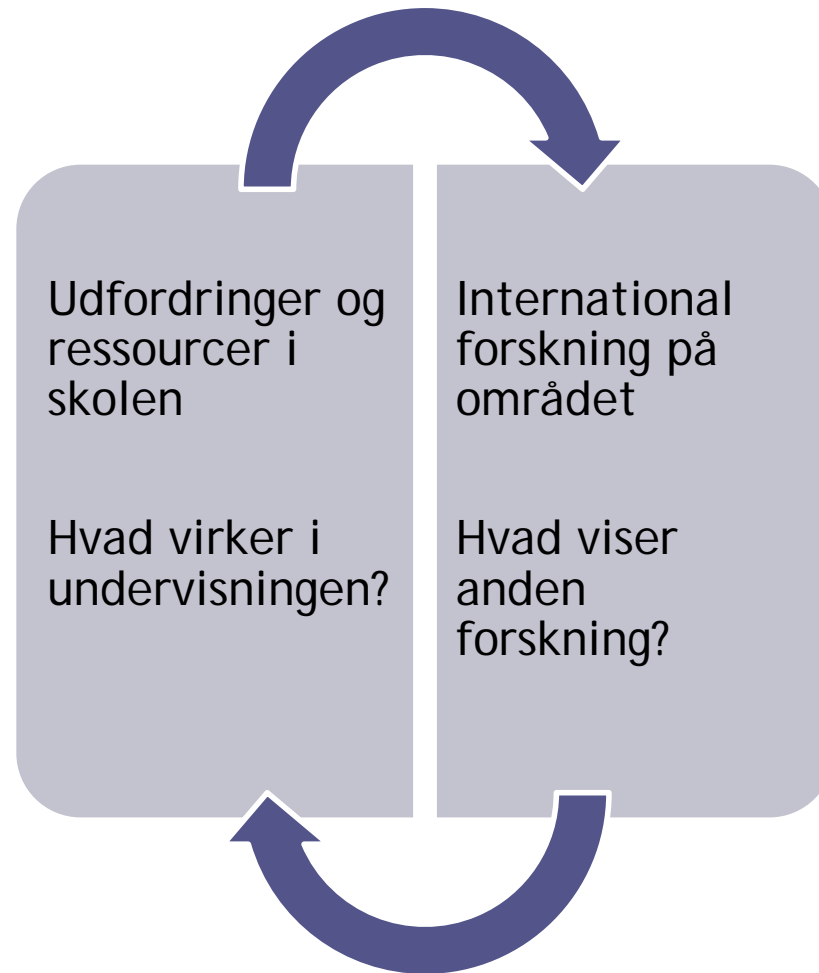 Udfordringer og
ressourcer i
skolen
Hvad virker i
undervisningen?
International
forskning på
området
Hvad viser
anden
forskning?